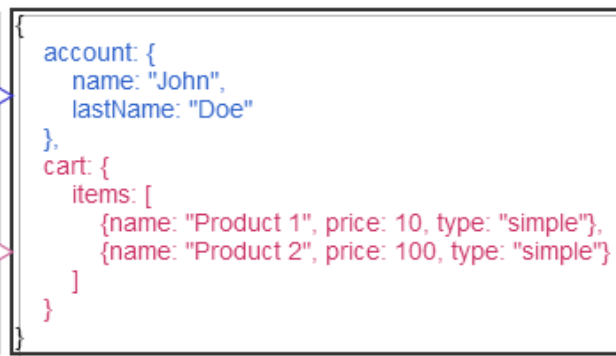 {
account: {
name: "John",
lastName: "Doe"
},
cart: {
items: [
{name: "Product 1", price: 10, type: "simple"},
{name: "Product 2", price: 100, type: "simple"}
]
}
}